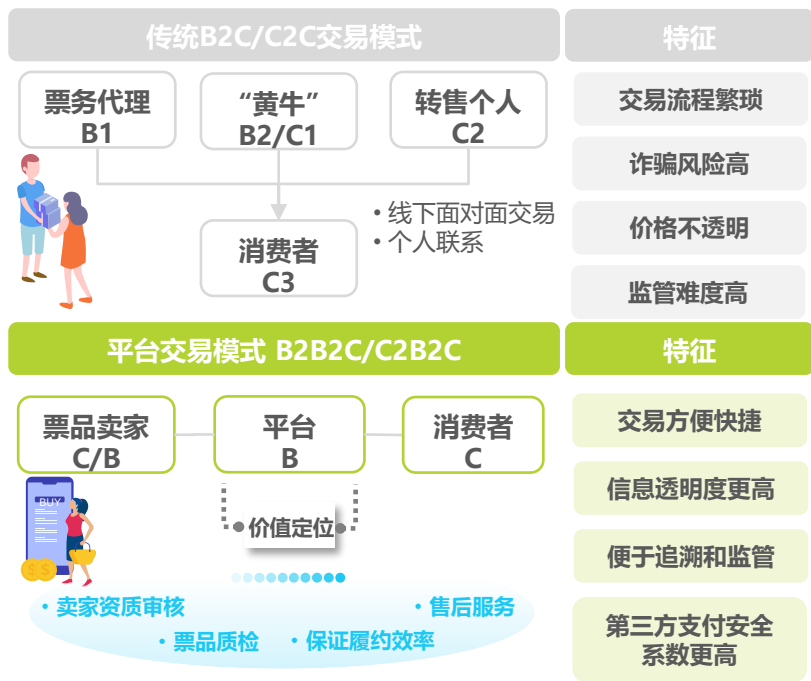 传统B2C/C2C交易模式
特征
票务代理
B1
“黄牛”
B2/C1
转售个人
C2
消费者
C3
• 线下面对面交易
• 个人联系
交易流程繁琐
诈骗风险高
价格不透明
监管难度高
平台交易模式 B2B2C/C2B2C
特征
票品卖家
C/B
平台
B
消费者
C
BUY
$ $
价值定位
• 卖家资质审核
• 售后服务
• 票品质检
• 保证履约效率
交易方便快捷
信息透明度更高
便于追溯和监管
第三方支付安全
系数更高